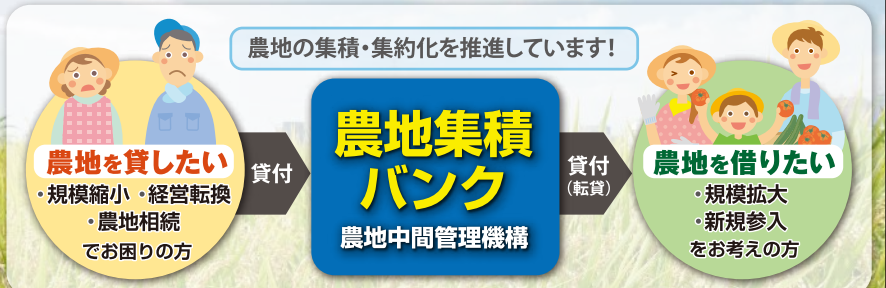 農地の集積・集約化を推進しています!
農地を貸したい
・規模縮小 ・経営転換
・農地相続
でお困りの方
貸付
農地集積
バンク
農地中間管理機構
貸付
(転貸)
農地を借りたい
・規模拡大
・新規参入
をお考えの方